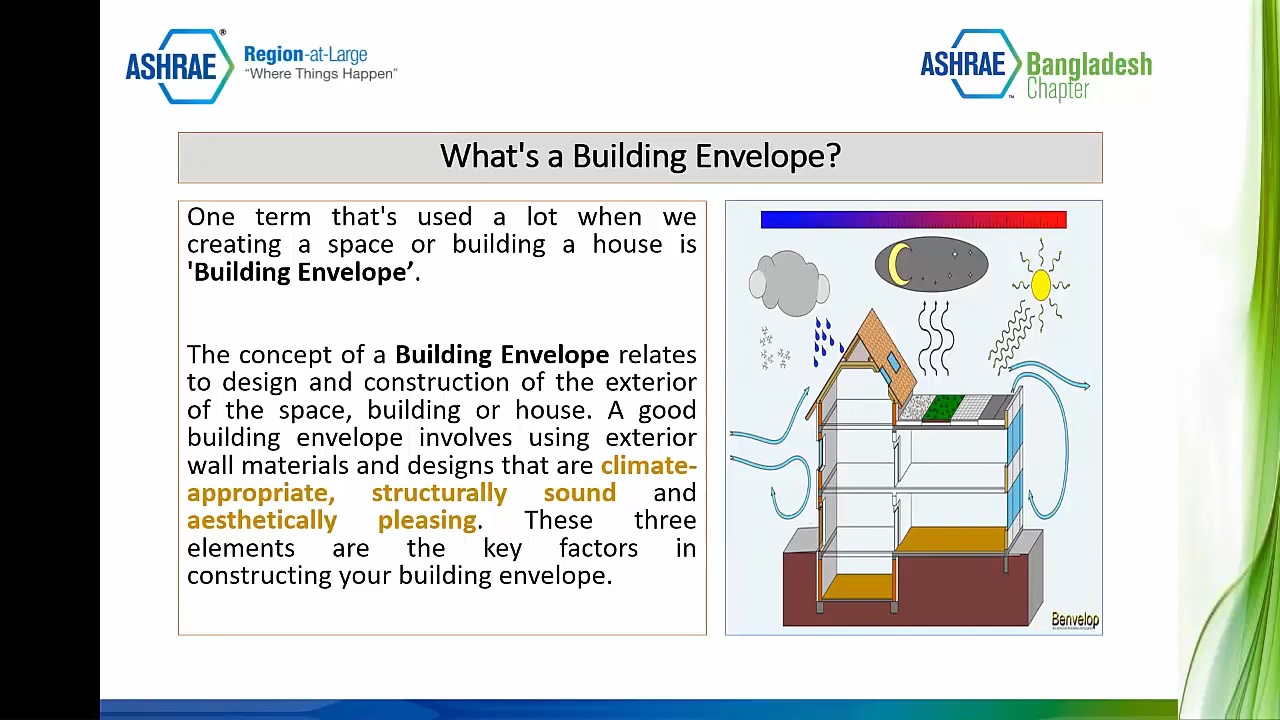 ASHRAE®
Region-at-Large
"Where Things Happen"
ASHRAE™
Bangladesh
Chapter
What's a Building Envelope?
One term that's used a lot when we
creating a space or building a house is
'Building Envelope’.
The concept of a Building Envelope relates
to design and construction of the exterior
of the space, building or house. A good
building envelope involves using exterior
wall materials and designs that are climate-
appropriate, structurally sound and
aesthetically pleasing. These three
elements are the key factors in
constructing your building envelope.
Benvelop